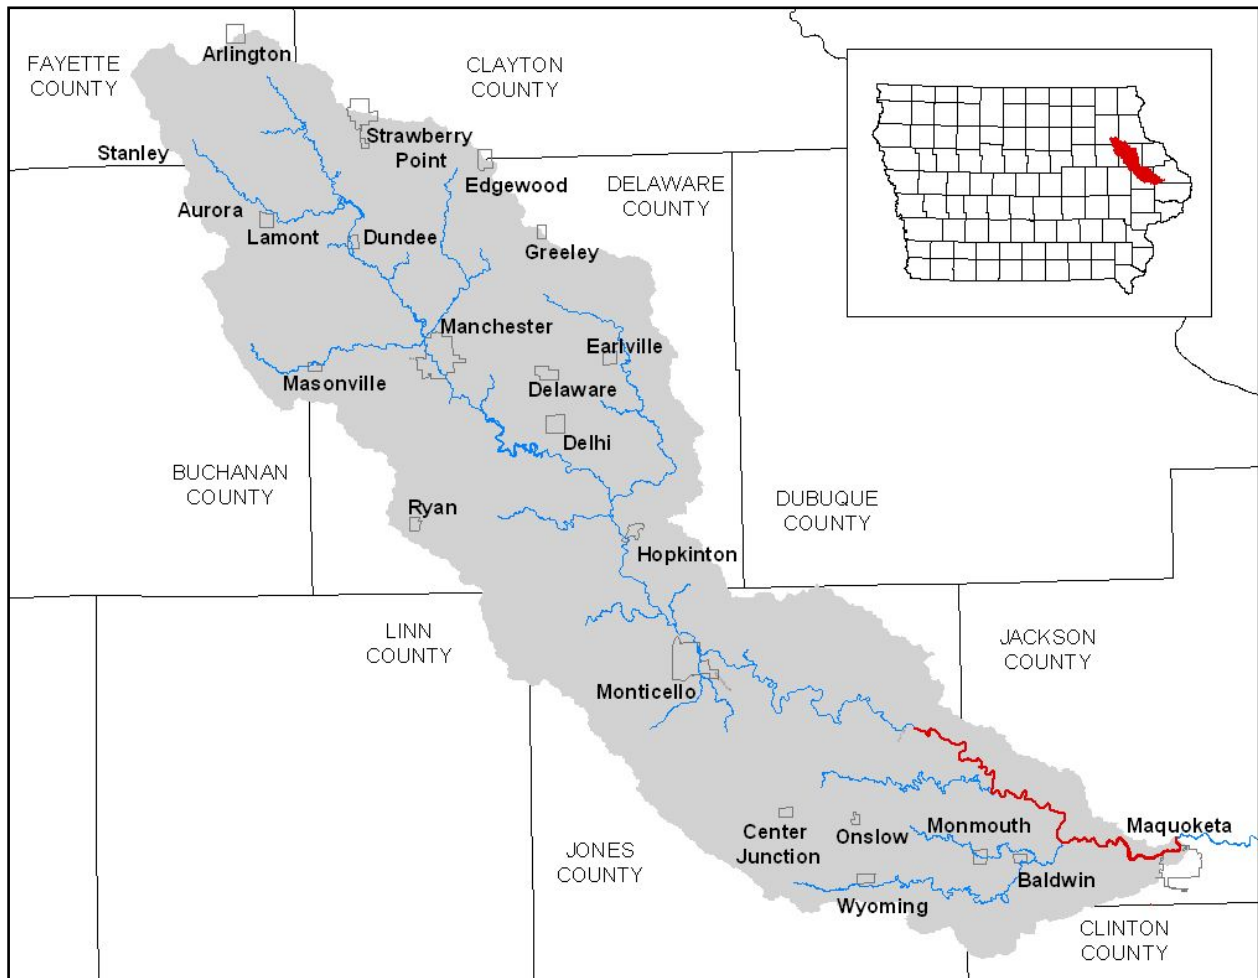 Arlington
FAYETTE
COUNTY
CLAYTON
COUNTY
Strawberry
Point
Stanley
Edgewood
DELAWARE
COUNTY
Aurora
Lamont
Dundee
Greeley
Manchester
Earlville
Masonville
Delaware
Delhi
BUCHANAN
COUNTY
Ryan
DUBUQUE
COUNTY
Hopkinton
LINN
COUNTY
JACKSON
COUNTY
Monticello
Center
Junction
Onslow
Monmouth
Maquoketa
JONES
COUNTY
Baldwin
Wyoming
CLINTON
COUNTY